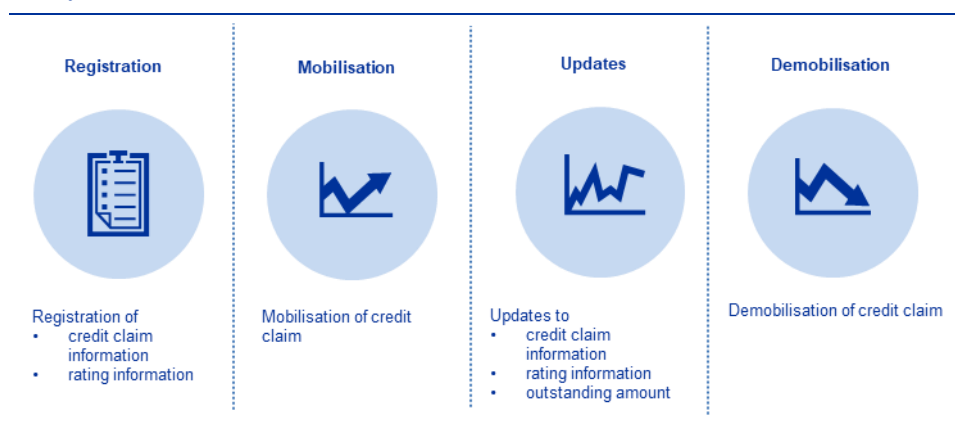 Registration
Registration of
• credit claim
information
• rating information
Mobilisation
Mobilisation of credit
claim
Updates
Updates to
• credit claim
information
• rating information
• outstanding amount
Demobilisation
Demobilisation of credit claim